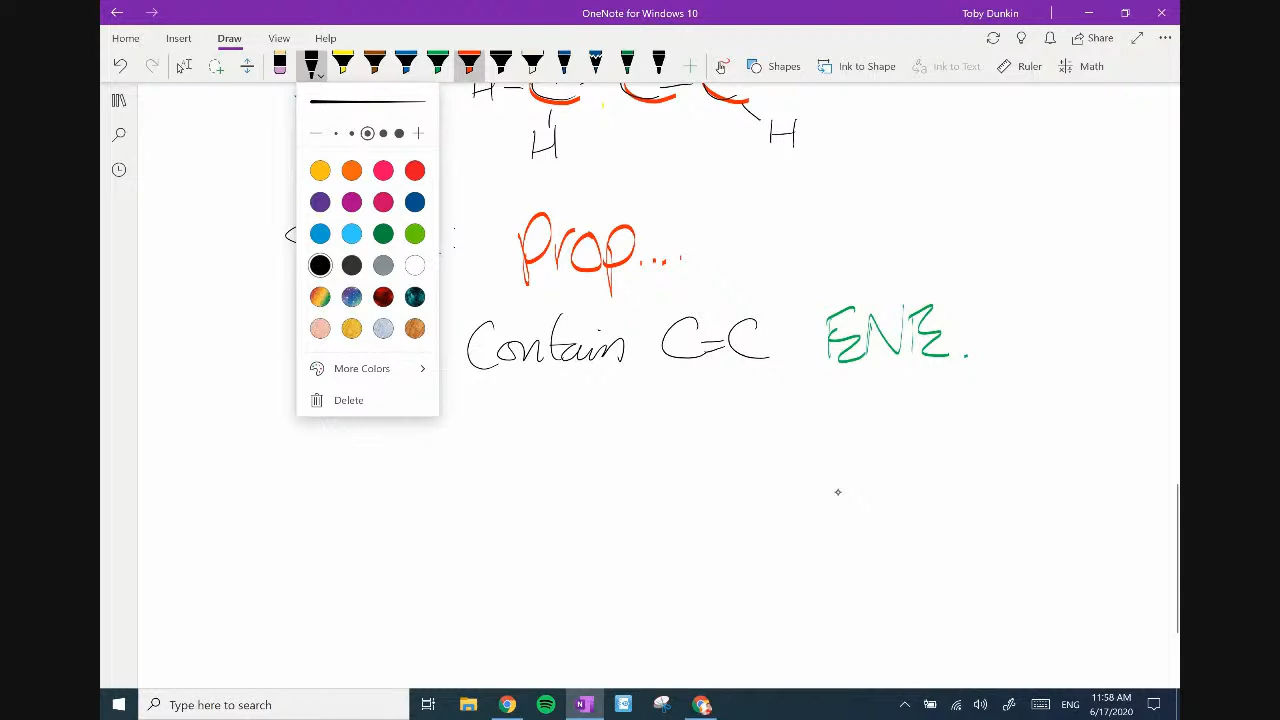 OneNote for Windows 10
Toby Dunkin
Home Insert Draw View Help
Share
Shapes Ink to Shape Ink to Text Ruler Math
H C C C
H H
:
Prop....
Contain C=C ENE.
More Colors
Delete
Type here to search
ENG
11:58 AM
6/17/2020